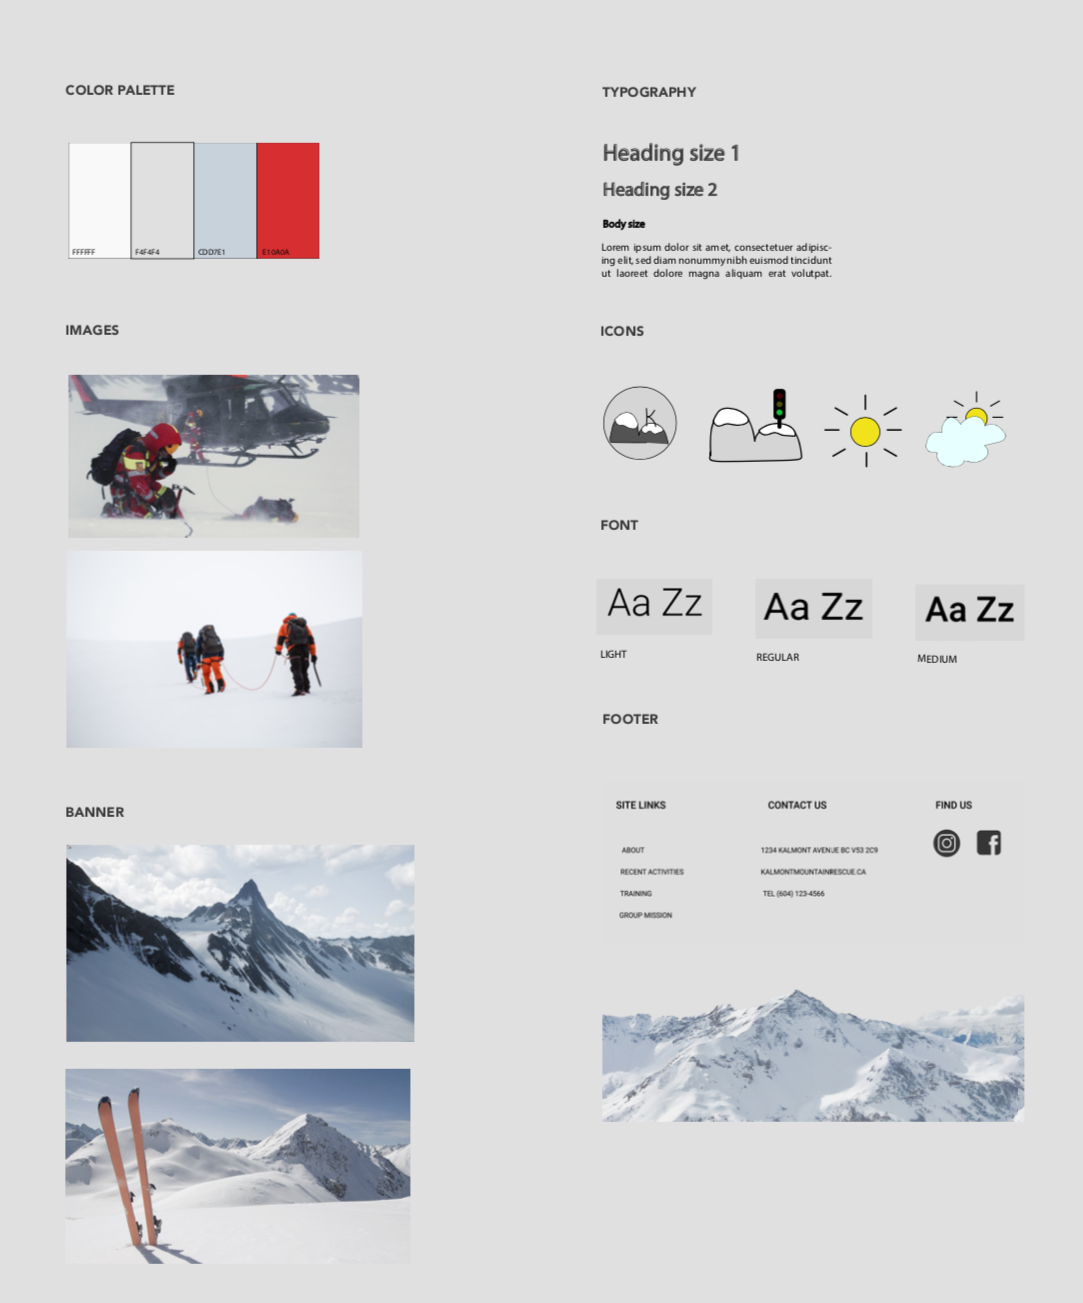 COLOR PALETTE
FFFFFF
F4F4F4
CDD7E1
E10A0A
IMAGES
BANNER
TYPOGRAPHY
Heading size 1
Heading size 2
Body size
Lorem ipsum dolor sit amet, consectetuer adipisc-
ing elit, sed diam nonummy nibh euismod tincidunt
ut laoreet dolore magna aliquam erat volutpat.
ICONS
K
FONT
Aa Zz
Aa Zz
Aa Zz
LIGHT
REGULAR
MEDIUM
FOOTER
SITE LINKS
ABOUT
RECENT ACTIVITIES
TRAINING
GROUP MISSION
CONTACT US
1234 KALMONT AVENUE BC V53 2C9
KALMONTMOUNTAINRESCUE.CA
TEL (604) 123-4566
FIND US